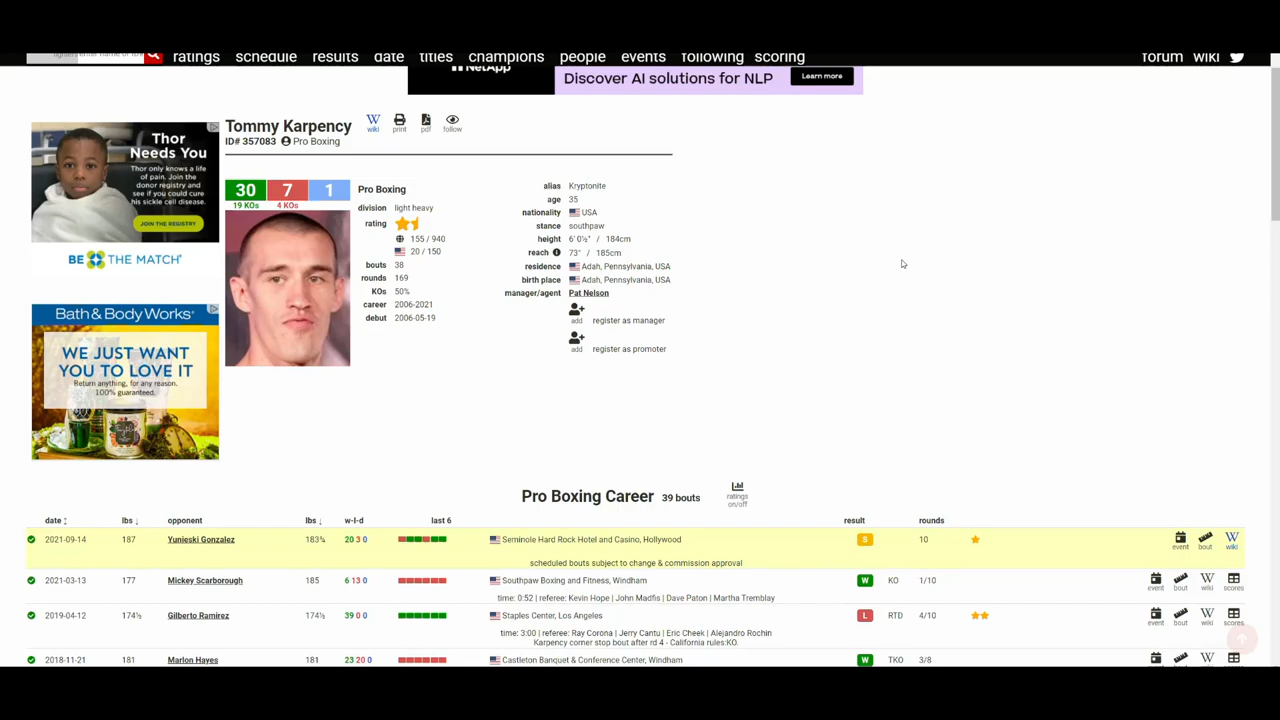 ratings schedule results date titles champions people events following scoring forum wiki
NetApp
Discover AI solutions for NLP
Learn more
Thor
Needs You
Thor only knows a life
of pain. Join the
donor registry and
see if you could cure
his sickle cell disease.
JOIN THE REGISTRY
BE THE MATCH®
Bath & Body Works®
WE JUST WANT
YOU TO LOVE IT
Return anything, for any reason.
100% guaranteed.
Tommy Karpency
wiki print pdf follow
ID# 357083 Pro Boxing
30 7 1
19 KOs 4 KOs
Pro Boxing
division light heavy
rating
155 / 940
20 / 150
bouts 38
rounds 169
KOs 50%
career 2006-2021
debut 2006-05-19
alias Kryptonite
age 35
nationality USA
stance southpaw
height 6' 0½" / 184cm
reach 73" / 185cm
residence Adah, Pennsylvania, USA
birth place Adah, Pennsylvania, USA
manager/agent Pat Nelson
add register as manager
add register as promoter
Pro Boxing Career 39 bouts
ratings
on/off
date lbs opponent lbs w-l-d last 6 result rounds
2021-09-14 187 Yunieski Gonzalez 183¾ 20 3 0 Seminole Hard Rock Hotel and Casino, Hollywood S 10 event bout wiki
scheduled bouts subject to change & commission approval
2021-03-13 177 Mickey Scarborough 185 6 13 0 Southpaw Boxing and Fitness, Windham W KO 1/10 event bout wiki scores
time: 0:52 | referee: Kevin Hope | John Madfis | Dave Paton | Martha Tremblay
2019-04-12 174½ Gilberto Ramirez 174½ 39 0 0 Staples Center, Los Angeles L RTD 4/10 event bout wiki scores
time: 3:00 | referee: Ray Corona | Jerry Cantu | Eric Cheek | Alejandro Rochin
Karpency corner stop bout after rd 4 - California rules:KO.
2018-11-21 181 Marlon Hayes 181 23 20 0 Castleton Banquet & Conference Center, Windham W TKO 3/8